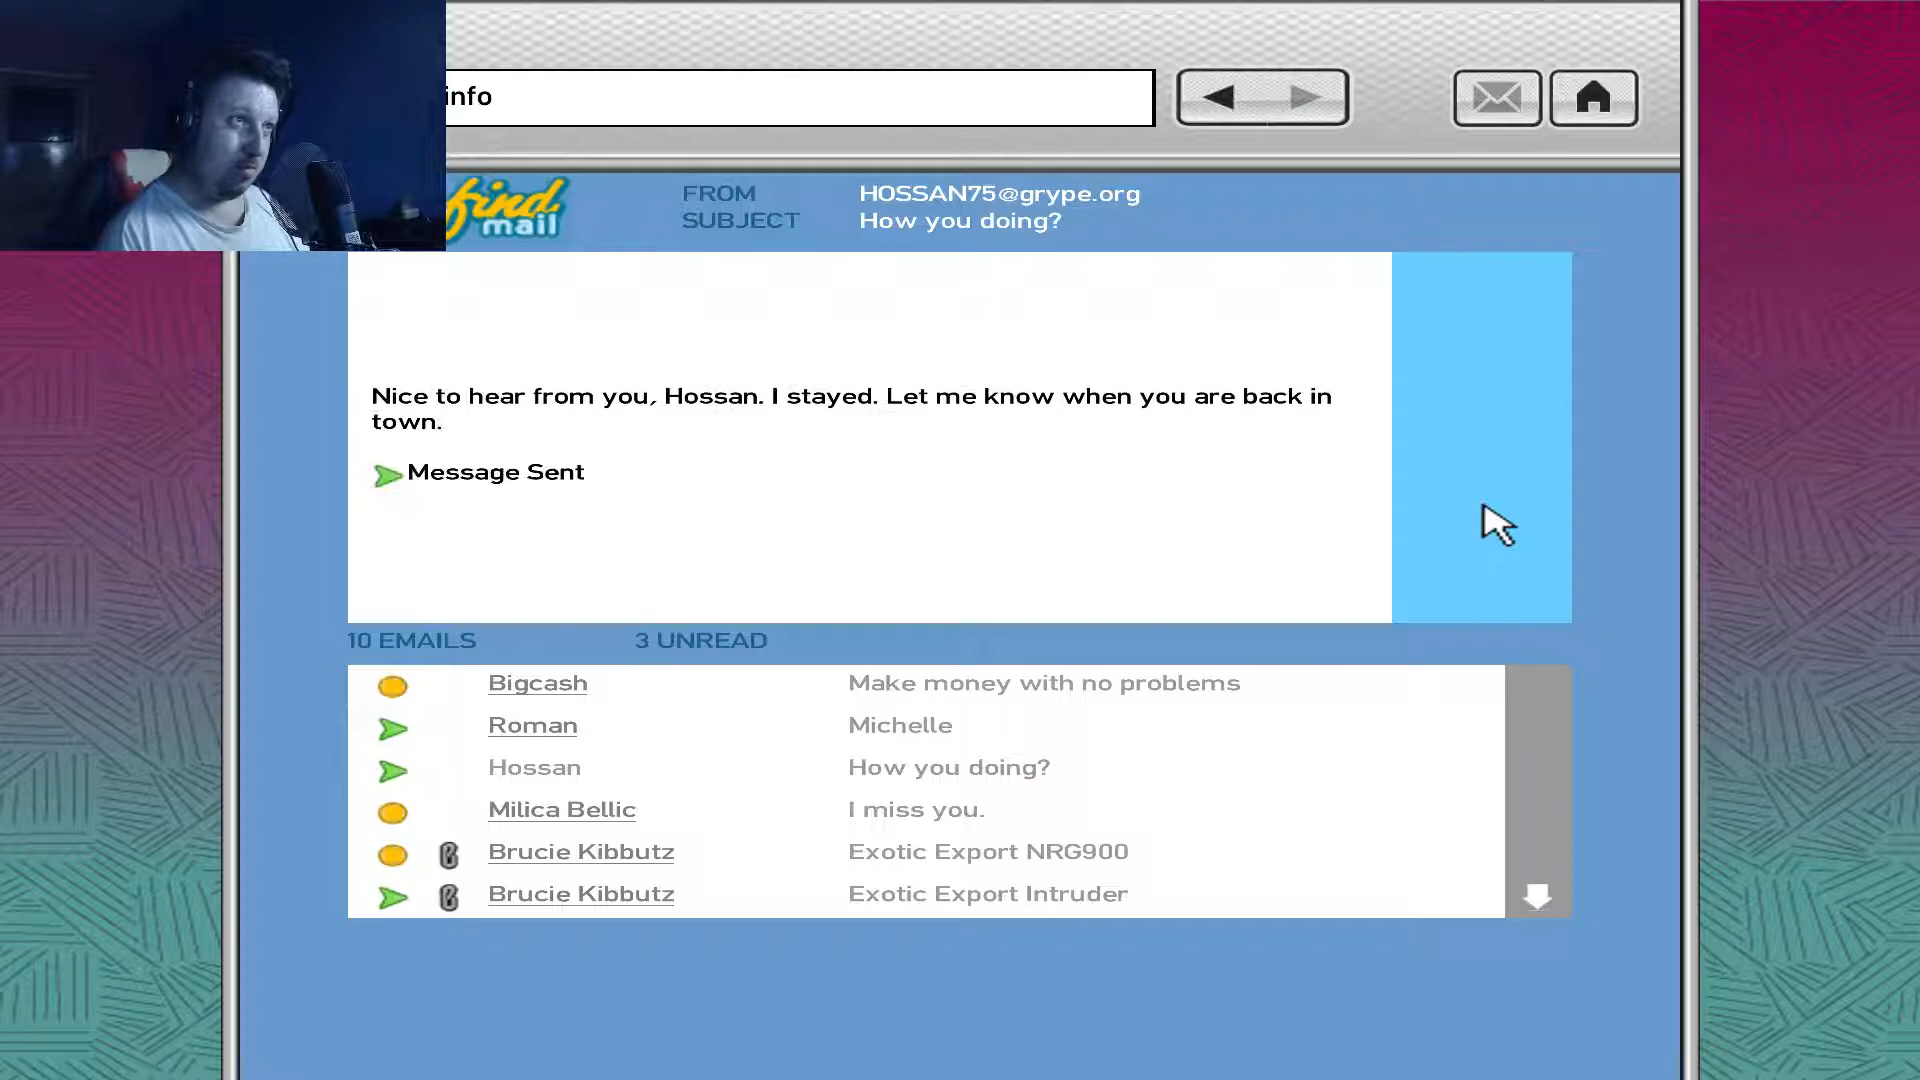 info
find
mail
FROM HOSSAN75@grype.org
SUBJECT How you doing?
Nice to hear from you, Hossan. I stayed. Let me know when you are back in
town.
Message Sent
10 EMAILS 3 UNREAD
Bigcash Make money with no problems
Roman Michelle
Hossan How you doing?
Milica Bellic I miss you.
Brucie Kibbutz Exotic Export NRG900
Brucie Kibbutz Exotic Export Intruder